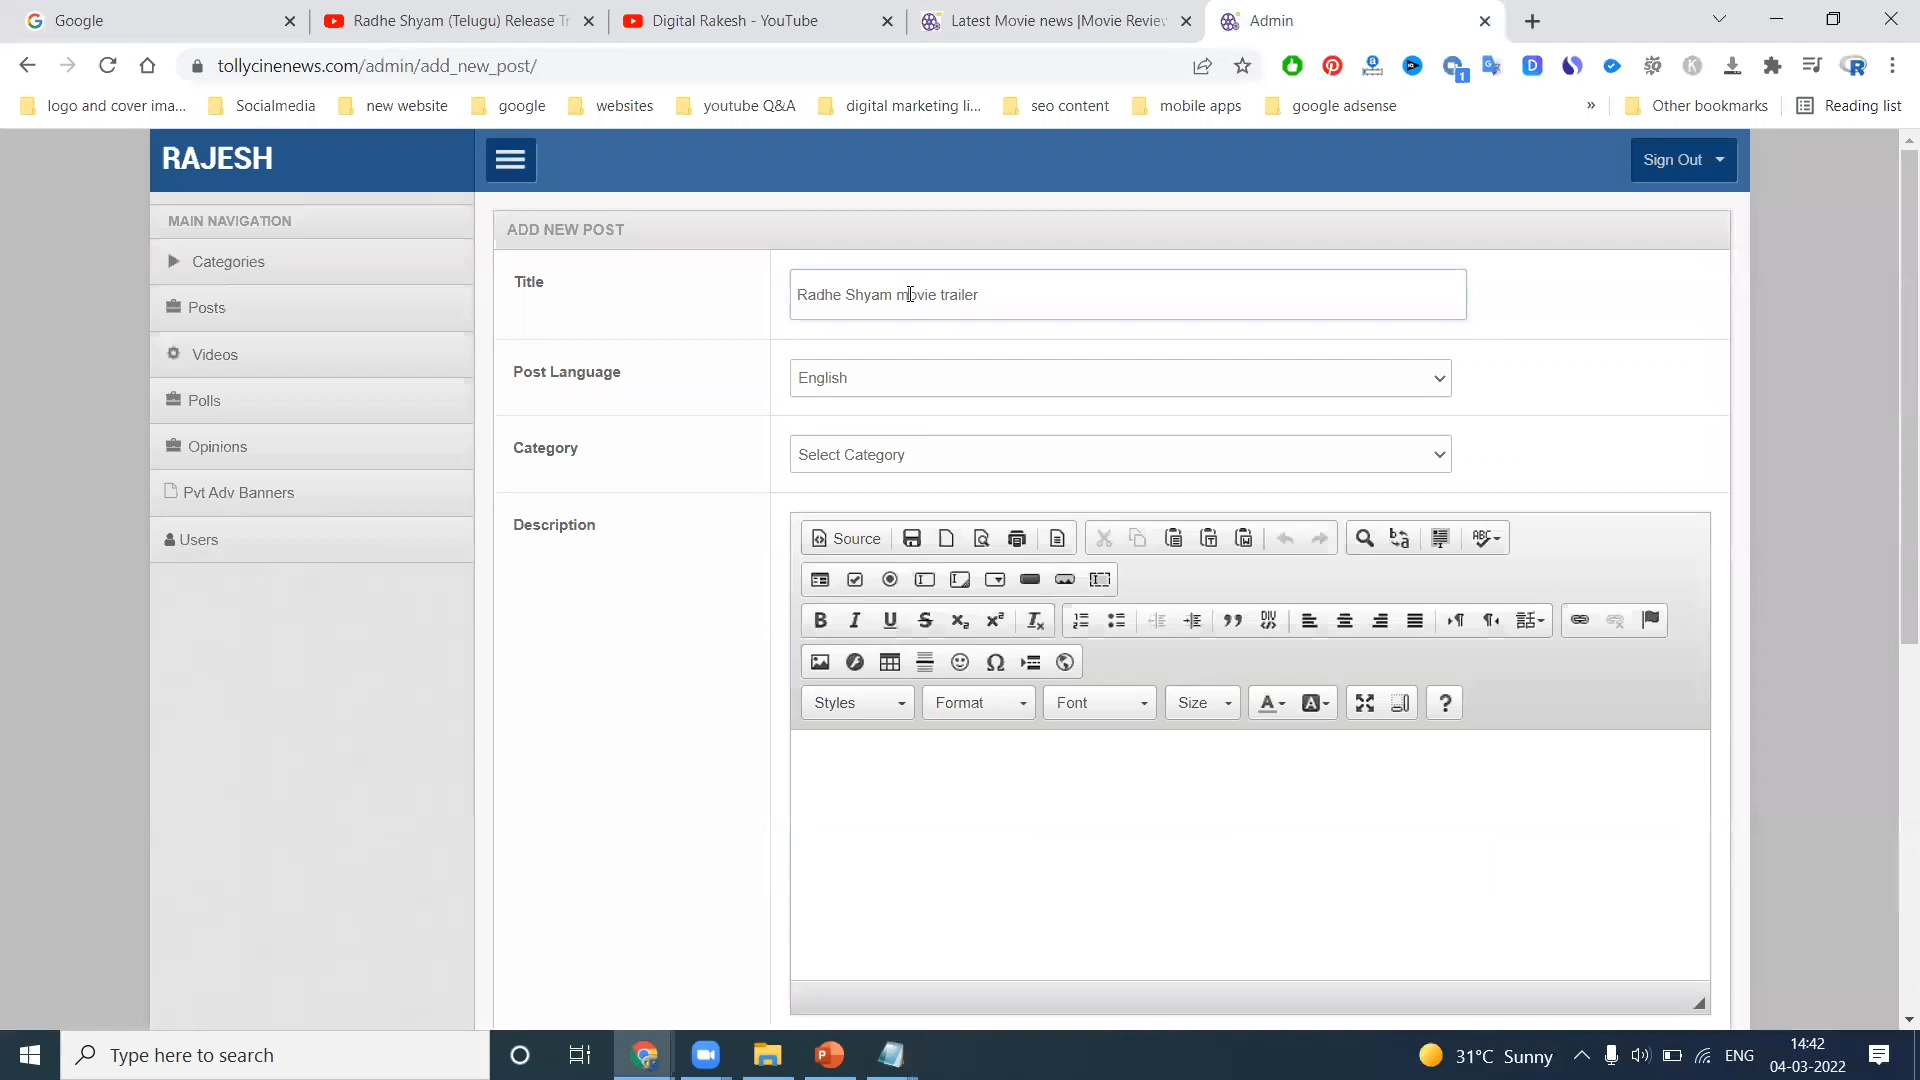 Google
Radhe Shyam (Telugu) Release Tr
Digital Rakesh - YouTube
Latest Movie news |Movie Review
Admin
tollycinenews.com/admin/add_new_post/
logo and cover ima...
Socialmedia
new website
google
websites
youtube Q&A
digital marketing li...
seo content
mobile apps
google adsense
»
Other bookmarks
Reading list
RAJESH
Sign Out
MAIN NAVIGATION
Categories
Posts
Videos
Polls
Opinions
Pvt Adv Banners
Users
ADD NEW POST
Title
Radhe Shyam movie trailer
Post Language
English
Category
Select Category
Description
Source
Styles
Format
Font
Size
Type here to search
31°C Sunny
ENG
14:42
04-03-2022